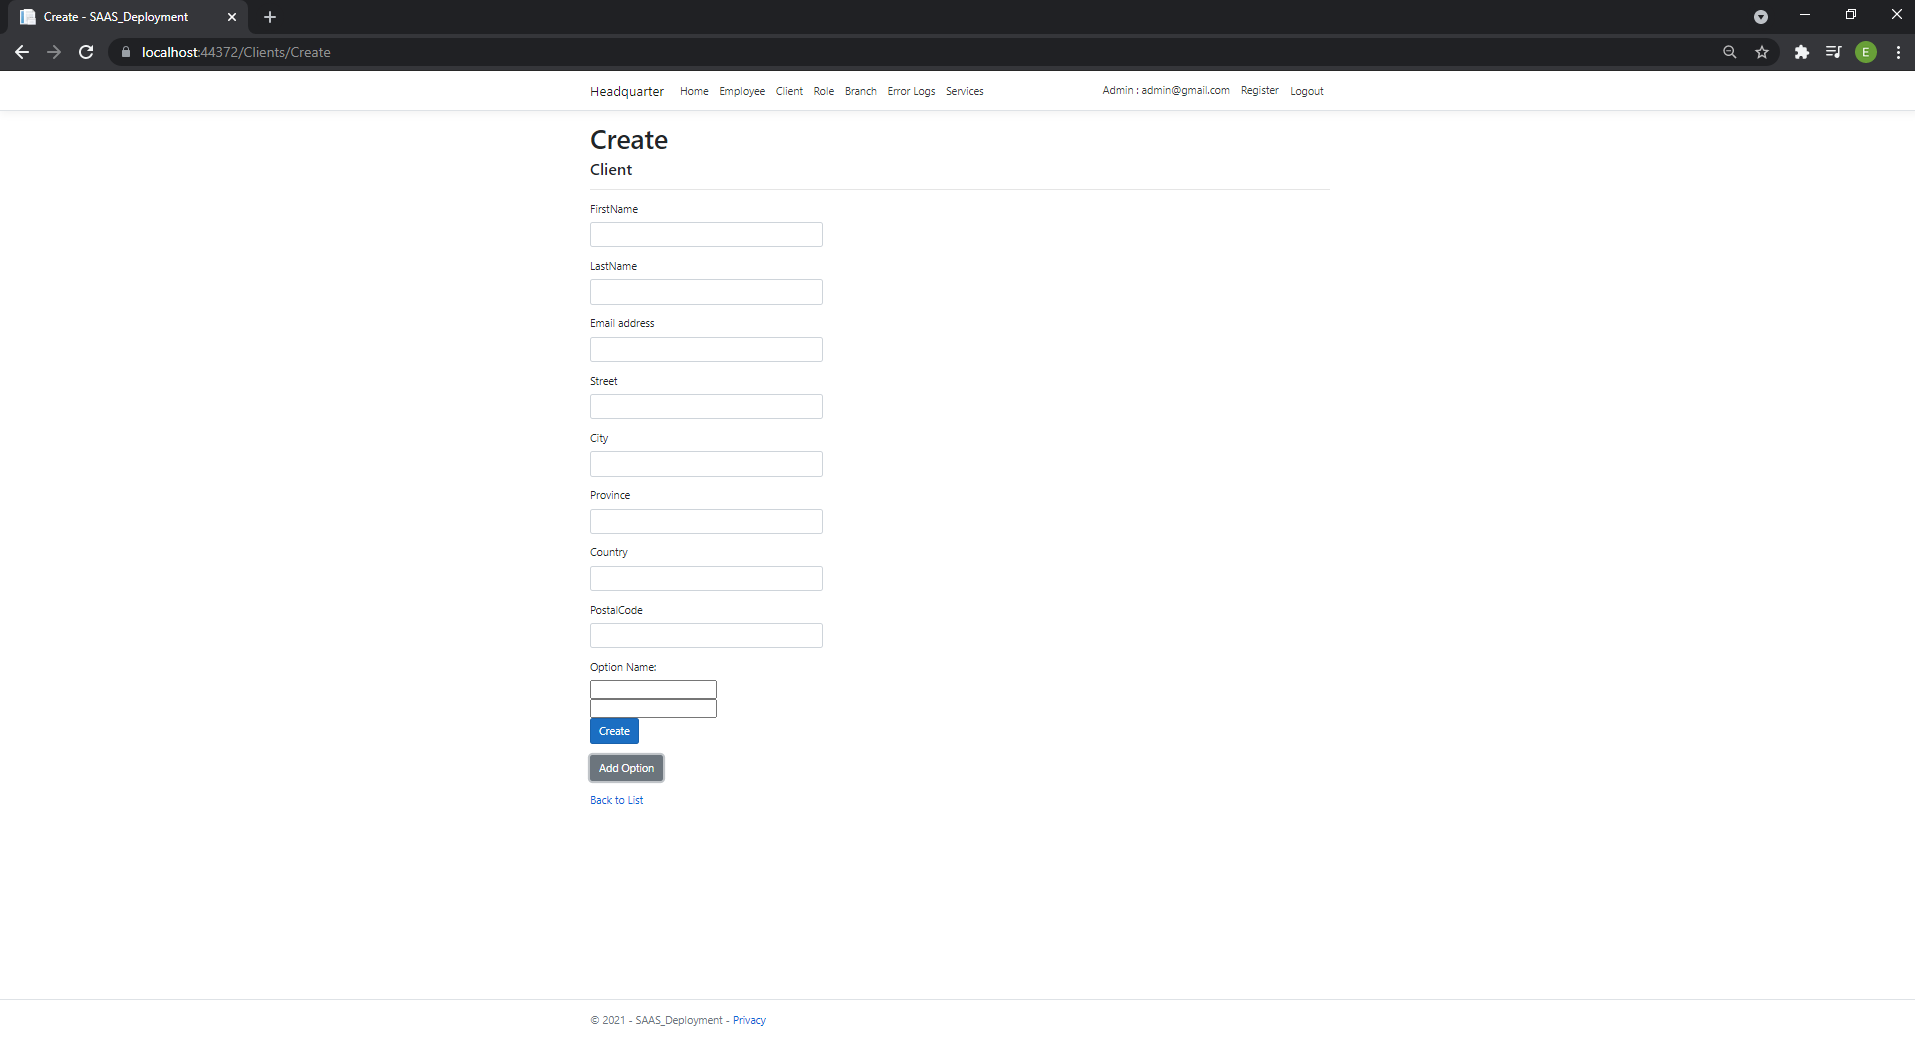 Create - SAAS_Deployment
localhost:44372/Clients/Create
E
Headquarter Home Employee Client Role Branch Error Logs Services Admin : admin@gmail.com Register Logout
Create
Client
FirstName
LastName
Email address
Street
City
Province
Country
PostalCode
Option Name:
Create
Add Option
Back to List
© 2021 - SAAS_Deployment - Privacy